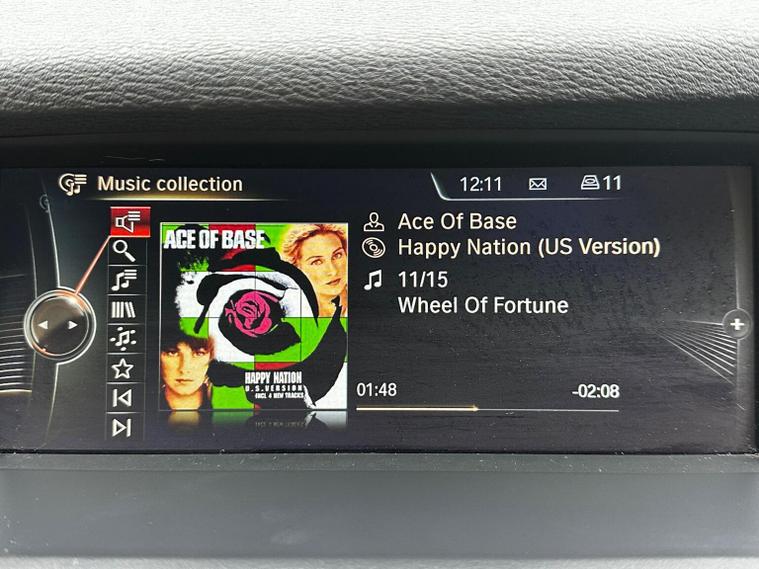 Music collection
12:11 11
ACE OF BASE
HAPPY NATION
U.S. VERSION
INCL 4 NEW TRACKS
Ace Of Base
Happy Nation (US Version)
11/15
Wheel Of Fortune
01:48 -02:08